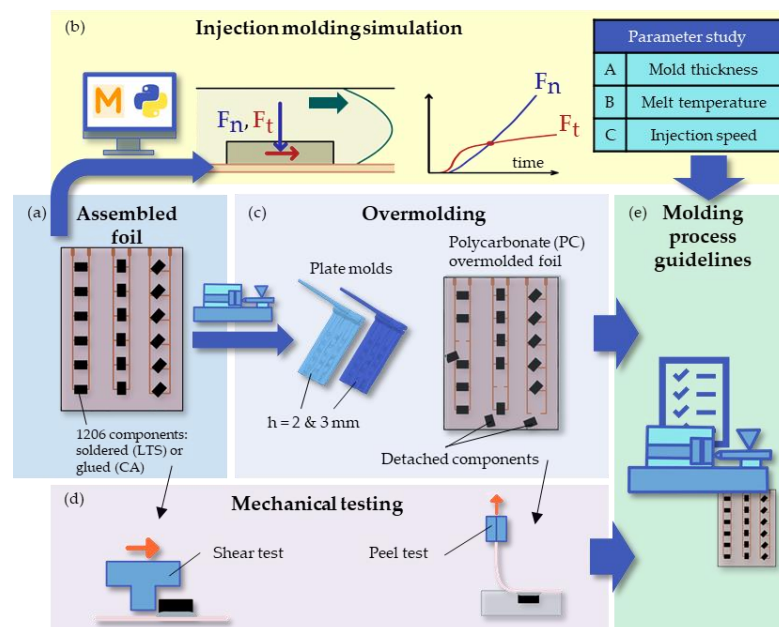 (b)
Injection molding simulation
M
Fn, Ft
Fn
Ft
time
Parameter study
A Mold thickness
B Melt temperature
C Injection speed
(a)
Assembled
foil
1206 components:
soldered (LTS) or
glued (CA)
(c)
Overmolding
Plate molds
h = 2 & 3 mm
Polycarbonate (PC)
overmolded foil
Detached components
(e)
Molding
process
guidelines
(d)
Mechanical testing
Shear test
Peel test